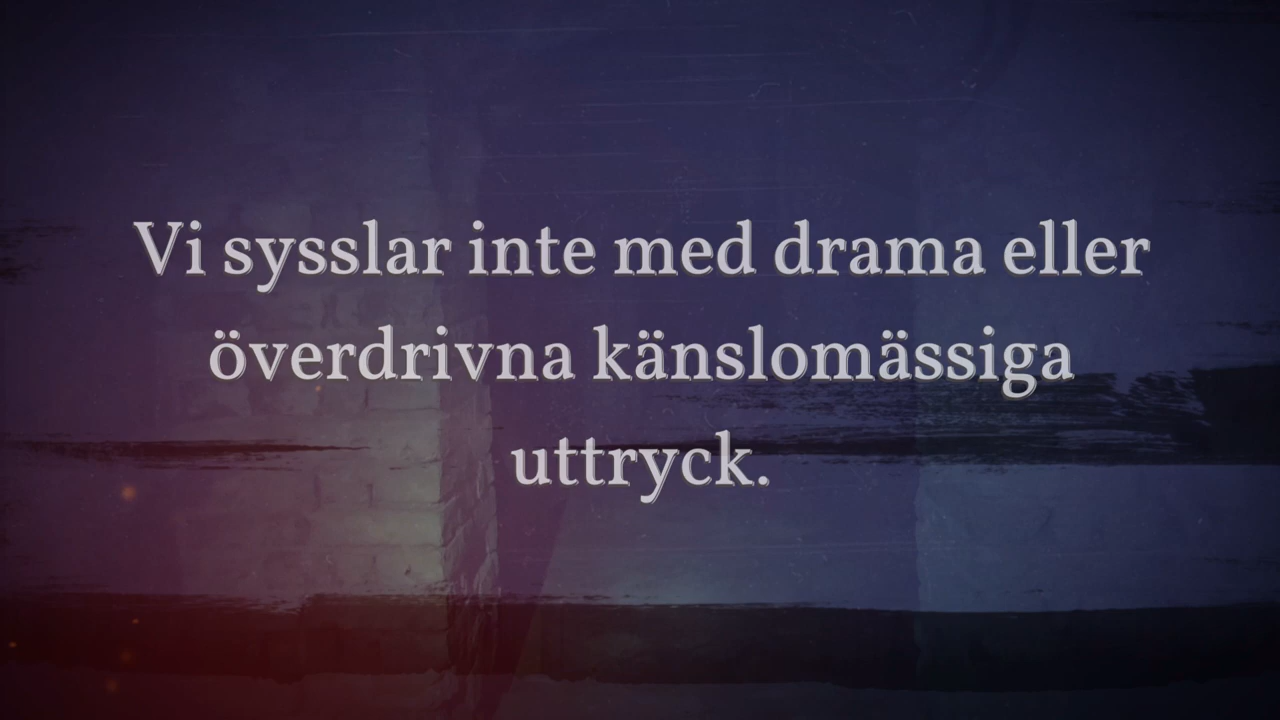 Vi sysslar inte med drama eller
överdrivna känslomässiga
uttryck.